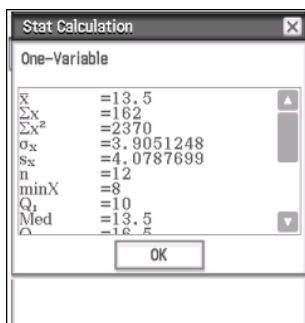 Stat Calculation
One-Variable
x̄ =13.5
Σx =162
Σx² =2370
σx =3.9051248
sx =4.0787699
n =12
minX =8
Q₁ =10
Med =13.5
OK